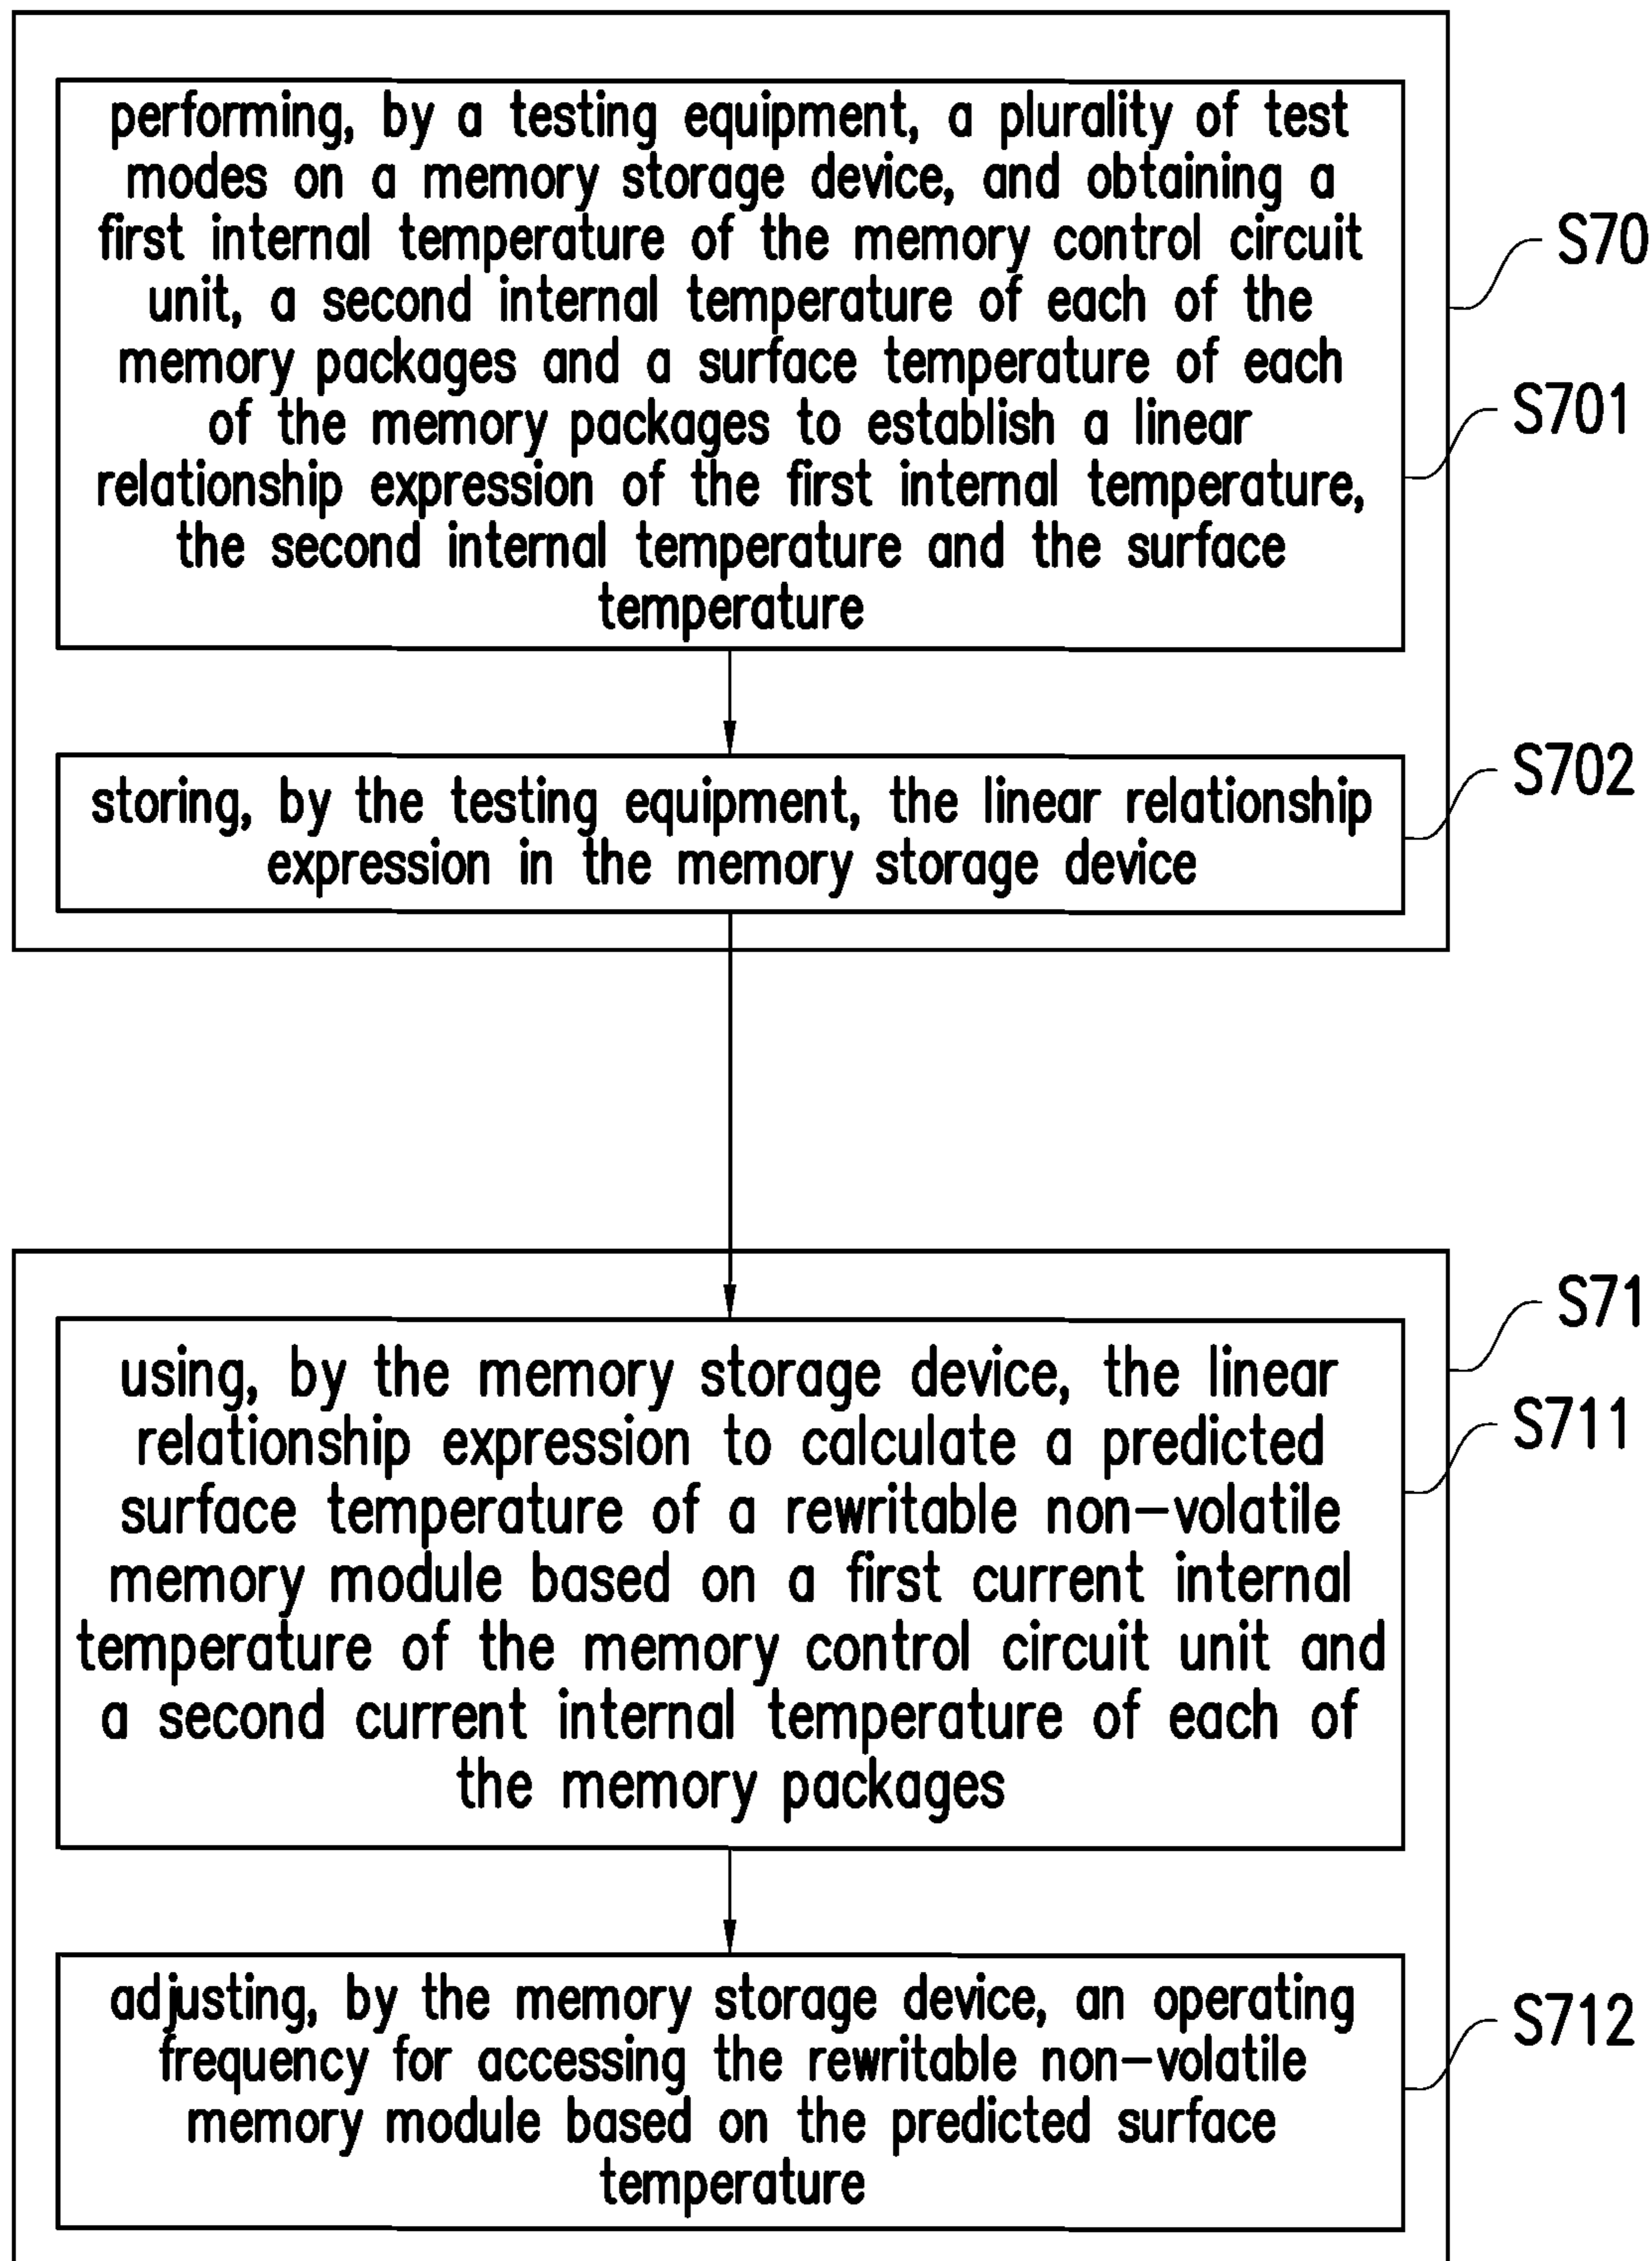 performing, by a testing equipment, a plurality of test
modes on a memory storage device, and obtaining a
first internal temperature of the memory control circuit
unit, a second internal temperature of each of the
memory packages and a surface temperature of each
of the memory packages to establish a linear
relationship expression of the first internal temperature,
the second internal temperature and the surface
temperature
S70
S701
storing, by the testing equipment, the linear relationship
expression in the memory storage device
S702
using, by the memory storage device, the linear
relationship expression to calculate a predicted
surface temperature of a rewritable non-volatile
memory module based on a first current internal
temperature of the memory control circuit unit and
a second current internal temperature of each of
the memory packages
S71
S711
adjusting, by the memory storage device, an operating
frequency for accessing the rewritable non-volatile
memory module based on the predicted surface
temperature
S712